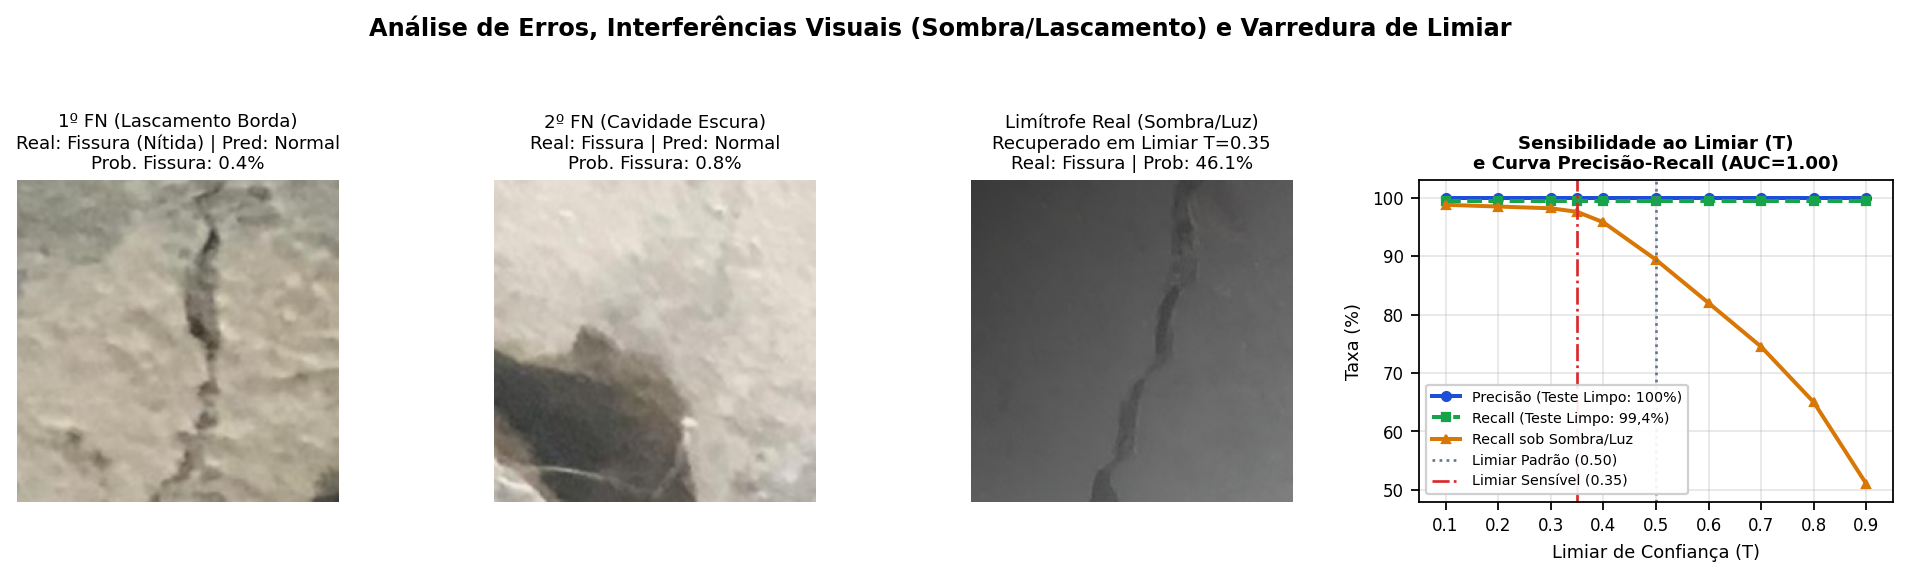 Análise de Erros, Interferências Visuais (Sombra/Lascamento) e Varredura de Limiar
1º FN (Lascamento Borda)
Real: Fissura (Nítida) | Pred: Normal
Prob. Fissura: 0.4%
2º FN (Cavidade Escura)
Real: Fissura | Pred: Normal
Prob. Fissura: 0.8%
Limítrofe Real (Sombra/Luz)
Recuperado em Limiar T=0.35
Real: Fissura | Prob: 46.1%
Sensibilidade ao Limiar (T)
e Curva Precisão-Recall (AUC=1.00)
Taxa (%)
100
90
80
70
60
50
Precisão (Teste Limpo: 100%)
Recall (Teste Limpo: 99,4%)
Recall sob Sombra/Luz
Limiar Padrão (0.50)
Limiar Sensível (0.35)
0.1 0.2 0.3 0.4 0.5 0.6 0.7 0.8 0.9
Limiar de Confiança (T)